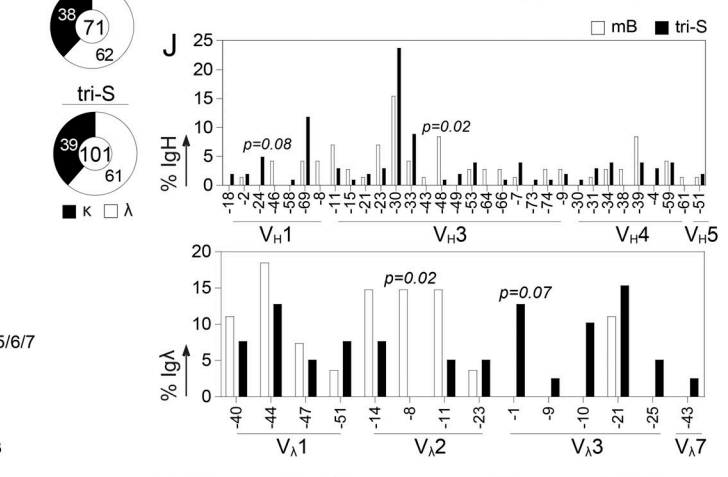 38
71
62
tri-S
39
101
61
κ λ
5/6/7
J
mB tri-S
% IgH
25
20
15
10
5
0
p=0.08
p=0.02
-18 -2 -24 -46 -58 -69 -8 -11 -15 -21 -23 -30 -33 -43 -48 -49 -53 -64 -66 -7 -73 -74 -9 -30 -31 -34 -38 -39 -4 -59 -61 -51
VH1 VH3 VH4 VH5
% Igλ
20
15
10
5
0
p=0.02
p=0.07
-40 -44 -47 -51 -14 -8 -11 -23 -1 -9 -10 -21 -25 -43
Vλ1 Vλ2 Vλ3 Vλ7